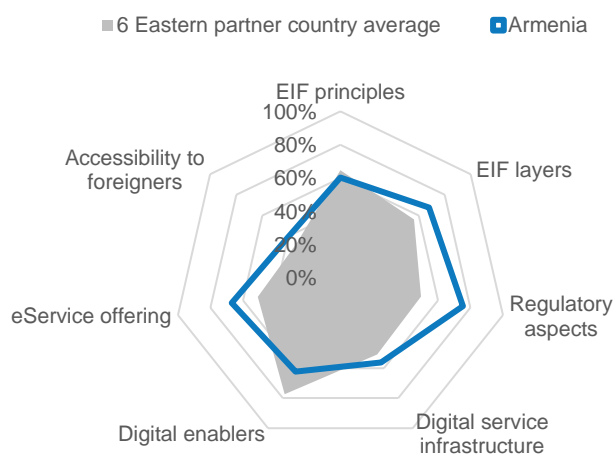 6 Eastern partner country average
Armenia
EIF principles
100%
80%
60%
40%
20%
0%
EIF layers
Regulatory
aspects
Digital service
infrastructure
Digital enablers
eService offering
Accessibility to
foreigners